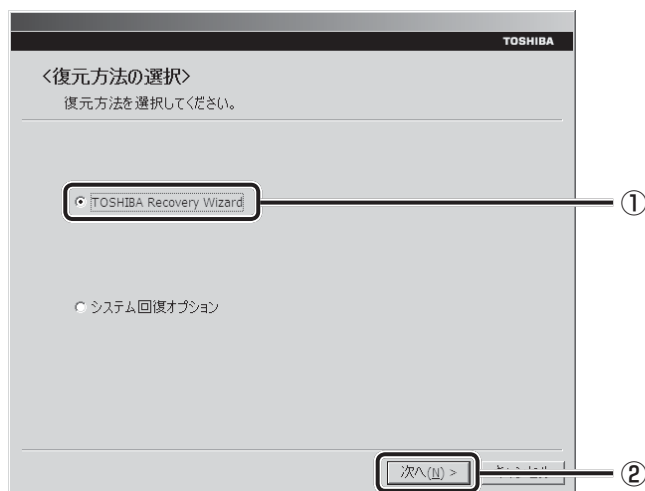 TOSHIBA
<復元方法の選択>
復元方法を選択してください。
TOSHIBA Recovery Wizard
①
システム回復オプション
次へ(N) >
②